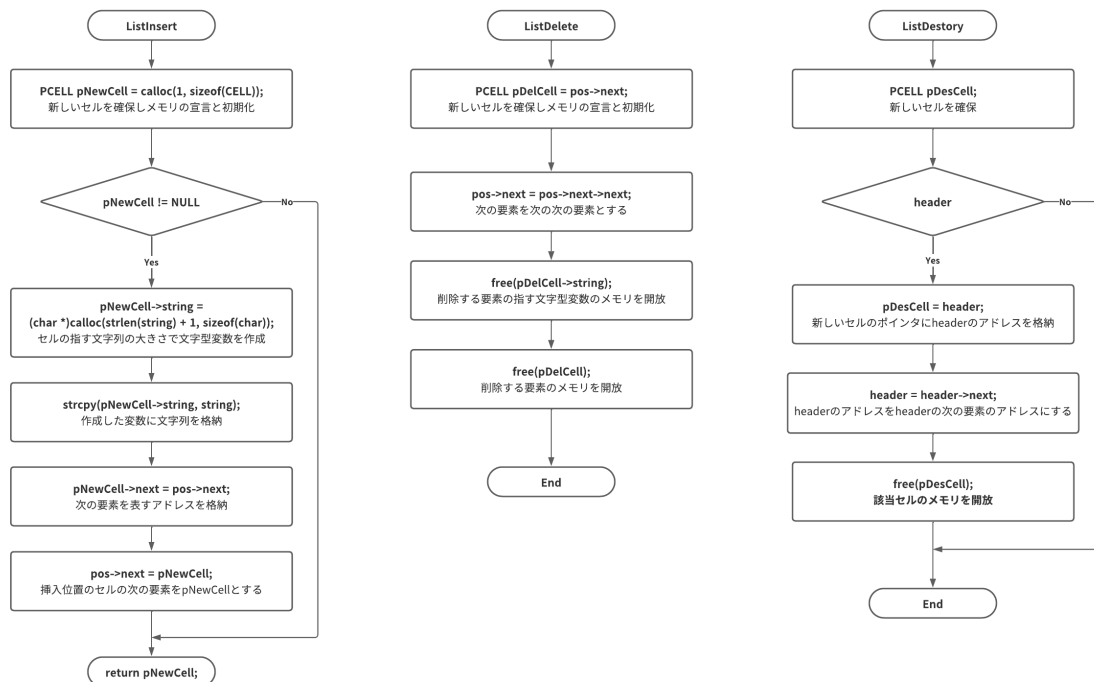 ListInsert
PCELL pNewCell = calloc(1, sizeof(CELL));
新しいセルを確保しメモリの宣言と初期化
pNewCell != NULL
No
Yes
pNewCell->string =
(char *)calloc(strlen(string) + 1, sizeof(char));
セルの指す文字列の大きさで文字型変数を作成
strcpy(pNewCell->string, string);
作成した変数に文字列を格納
pNewCell->next = pos->next;
次の要素を表すアドレスを格納
pos->next = pNewCell;
挿入位置のセルの次の要素をpNewCellとする
return pNewCell;
ListDelete
PCELL pDelCell = pos->next;
新しいセルを確保しメモリの宣言と初期化
pos->next = pos->next->next;
次の要素を次の次の要素とする
free(pDelCell->string);
削除する要素の指す文字型変数のメモリを開放
free(pDelCell);
削除する要素のメモリを開放
End
ListDestory
PCELL pDesCell;
新しいセルを確保
header
No
Yes
pDesCell = header;
新しいセルのポインタにheaderのアドレスを格納
header = header->next;
headerのアドレスをheaderの次の要素のアドレスにする
free(pDesCell);
該当セルのメモリを開放
End